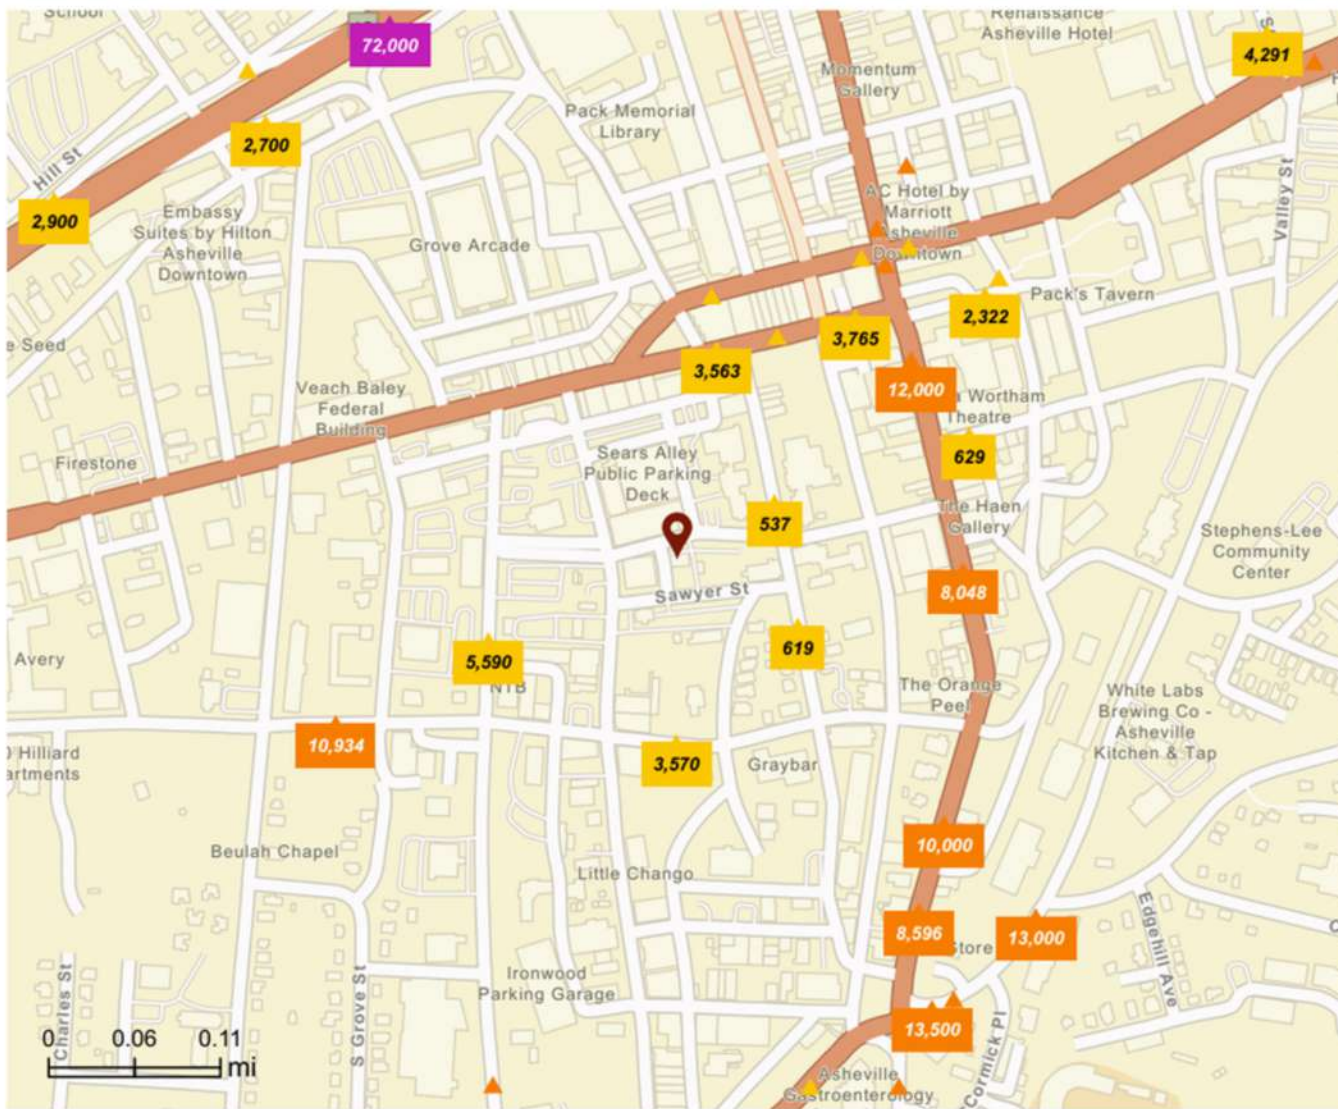 School
72,000
Renaissance
Asheville Hotel
4,291
Momentum
Gallery
Pack Memorial
Library
2,700
Hill St
2,900
Embassy
Suites by Hilton
Asheville
Downtown
Grove Arcade
AC Hotel by
Marriott
Asheville
Downtown
Valley St
Pack's Tavern
2,322
3,765
3,563
e Seed
Veach Baley
Federal
Building
12,000
Wortham
Theatre
629
Firestone
Sears Alley
Public Parking
Deck
537
The Haen
Gallery
Stephens-Lee
Community
Center
Sawyer St
8,048
619
5,590
NTB
Avery
The Orange
Peel
White Labs
Brewing Co -
Asheville
Kitchen & Tap
10,934
3,570
Graybar
0 Hilliard
artments
10,000
Beulah Chapel
Little Chango
8,596
Store
13,000
Edgehill Ave
Ironwood
Parking Garage
13,500
Charles St
S Grove St
cCormick Pl
0 0.06 0.11
mi
Asheville
Gastroenterology